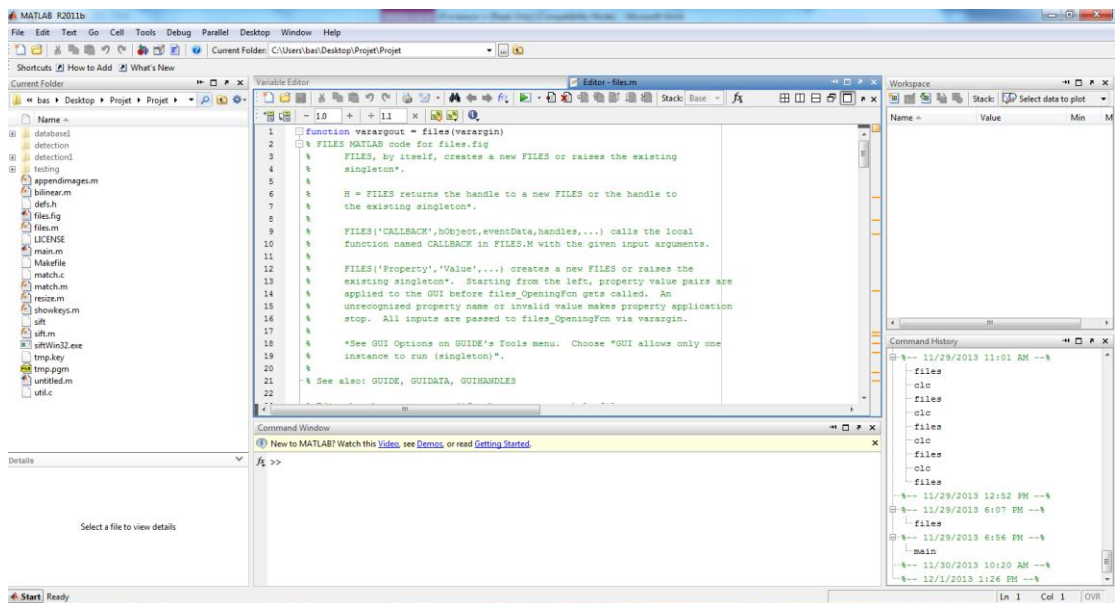 MATLAB R2011b
File Edit Text Go Cell Tools Debug Parallel Desktop Window Help
Current Folder: C:\Users\bas\Desktop\Projet\Projet
Shortcuts How to Add What's New
Current Folder
« bas Desktop Projet Projet
Name
database1
detection
detection1
testing
appendimages.m
bilinear.m
defs.h
files.fig
files.m
LICENSE
main.m
Makefile
match.c
match.m
resize.m
showkeys.m
sift
sift.m
siftWin32.exe
tmp.key
tmp.pgm
untitled.m
util.c
Details
Select a file to view details
Variable Editor
Editor - files.m
Stack: Base fx
- 1.0 + ÷ 1.1 ×
1 function varargout = files(varargin)
2 % FILES MATLAB code for files.fig
3 % FILES, by itself, creates a new FILES or raises the existing
4 % singleton*.
5 %
6 % H = FILES returns the handle to a new FILES or the handle to
7 % the existing singleton*.
8 %
9 % FILES('CALLBACK',hObject,eventData,handles,...) calls the local
10 % function named CALLBACK in FILES.M with the given input arguments.
11 %
12 % FILES('Property','Value',...) creates a new FILES or raises the
13 % existing singleton*. Starting from the left, property value pairs are
14 % applied to the GUI before files_OpeningFcn gets called. An
15 % unrecognized property name or invalid value makes property application
16 % stop. All inputs are passed to files_OpeningFcn via varargin.
17 %
18 % *See GUI Options on GUIDE's Tools menu. Choose "GUI allows only one
19 % instance to run (singleton)".
20 %
21 % See also: GUIDE, GUIDATA, GUIHANDLES
22
Command Window
New to MATLAB? Watch this Video, see Demos, or read Getting Started.
fx >>
Workspace
Stack: Select data to plot
Name Value Min M
Command History
%-- 11/29/2013 11:01 AM --%
files
clc
files
clc
files
clc
files
clc
files
%-- 11/29/2013 12:52 PM --%
%-- 11/29/2013 6:07 PM --%
files
%-- 11/29/2013 6:56 PM --%
main
%-- 11/30/2013 10:20 AM --%
%-- 12/1/2013 1:26 PM --%
Start Ready
Ln 1 Col 1 OVR